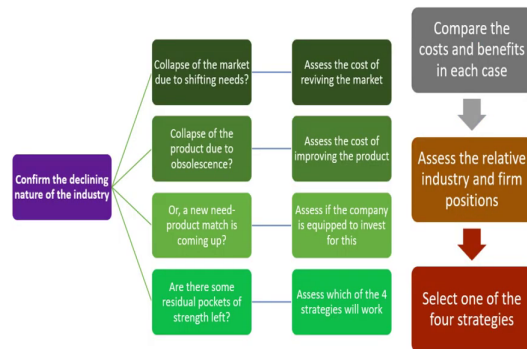 Confirm the declining
nature of the industry
Collapse of the market
due to shifting needs?
Assess the cost of
reviving the market
Collapse of the
product due to
obsolescence?
Assess the cost of
improving the product
Or, a new need-
product match is
coming up?
Assess if the company
is equipped to invest
for this
Are there some
residual pockets of
strength left?
Assess which of the 4
strategies will work
Compare the
costs and benefits
in each case
Assess the relative
industry and firm
positions
Select one of the
four strategies